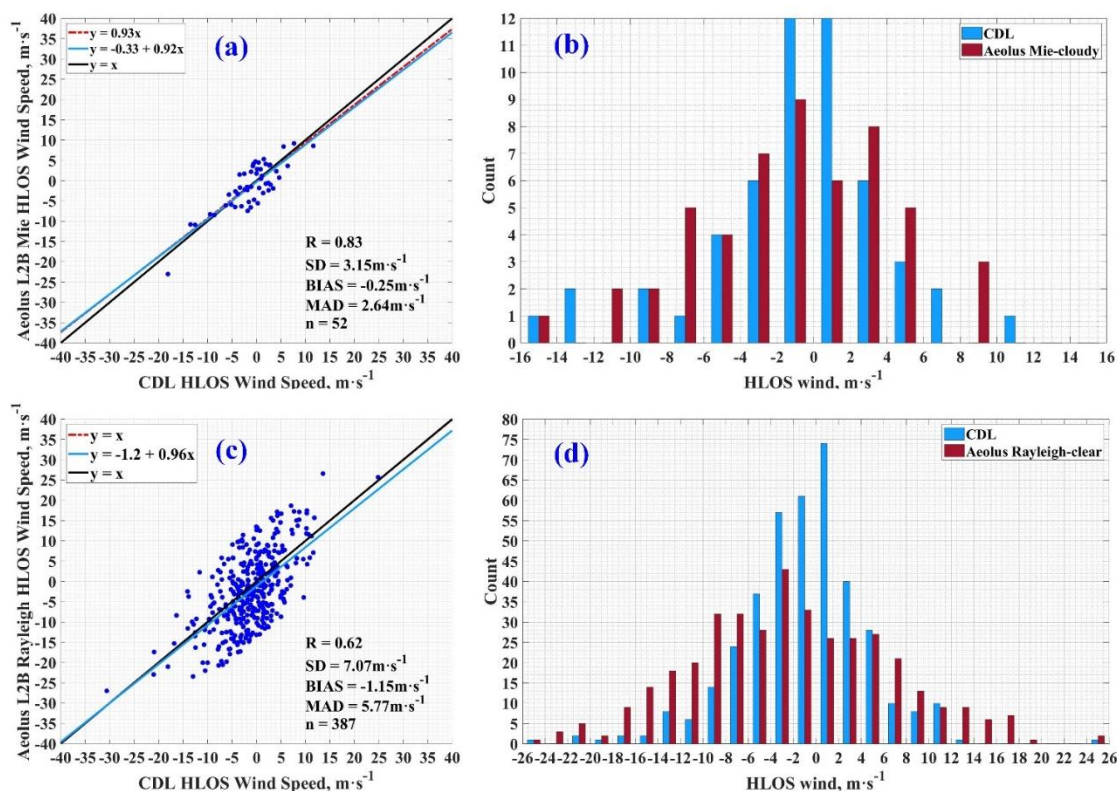 y = 0.93x
y = -0.33 + 0.92x
y = x
(a)
Aeolus L2B Mie HLOS Wind Speed, m·s⁻¹
40
35
30
25
20
15
10
5
0
-5
-10
-15
-20
-25
-30
-35
-40
R = 0.83
SD = 3.15m·s⁻¹
BIAS = -0.25m·s⁻¹
MAD = 2.64m·s⁻¹
n = 52
-40 -35 -30 -25 -20 -15 -10 -5 0 5 10 15 20 25 30 35 40
CDL HLOS Wind Speed, m·s⁻¹
(b)
CDL
Aeolus Mie-cloudy
Count
12
11
10
9
8
7
6
5
4
3
2
1
0
-16 -14 -12 -10 -8 -6 -4 -2 0 2 4 6 8 10 12 14 16
HLOS wind, m·s⁻¹
y = x
y = -1.2 + 0.96x
y = x
(c)
Aeolus L2B Rayleigh HLOS Wind Speed, m·s⁻¹
40
35
30
25
20
15
10
5
0
-5
-10
-15
-20
-25
-30
-35
-40
R = 0.62
SD = 7.07m·s⁻¹
BIAS = -1.15m·s⁻¹
MAD = 5.77m·s⁻¹
n = 387
-40 -35 -30 -25 -20 -15 -10 -5 0 5 10 15 20 25 30 35 40
CDL HLOS Wind Speed, m·s⁻¹
(d)
CDL
Aeolus Rayleigh-clear
Count
80
75
70
65
60
55
50
45
40
35
30
25
20
15
10
5
0
-26 -24 -22 -20 -18 -16 -14 -12 -10 -8 -6 -4 -2 0 2 4 6 8 10 12 14 16 18 20 22 24 26
HLOS wind, m·s⁻¹